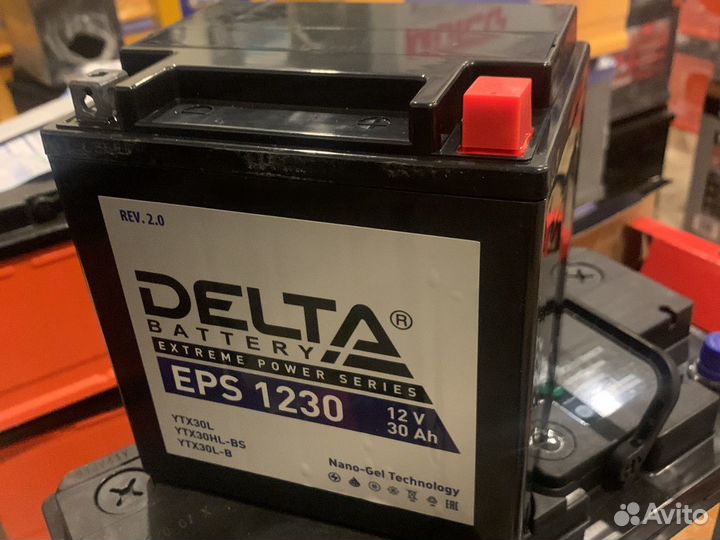 REV. 2.0
DELTA®
BATTERY
EXTREME POWER SERIES
EPS 1230
12 V
30 Ah
YTX30L
YTX30HL-BS
YTX30L-B
Nano-Gel Technology
EAC
Avito